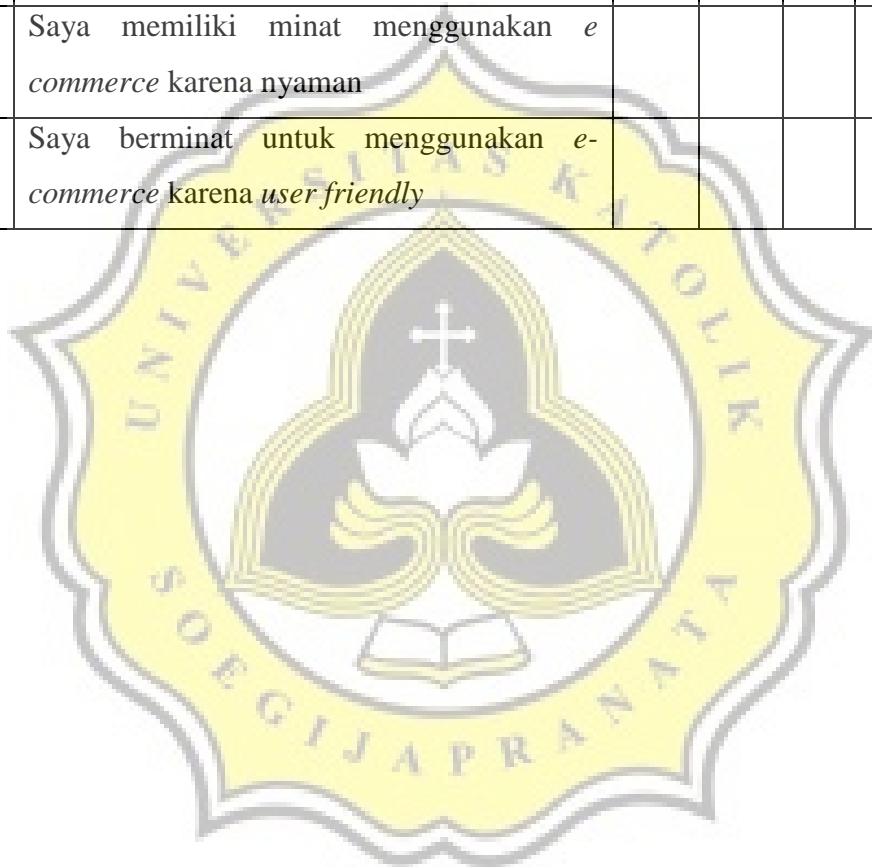 Saya memiliki minat menggunakan e
commerce karena nyaman
Saya berminat untuk menggunakan e-
commerce karena user friendly
UNIVERSITAS KATOLIK
SOEGIJAPRANATA